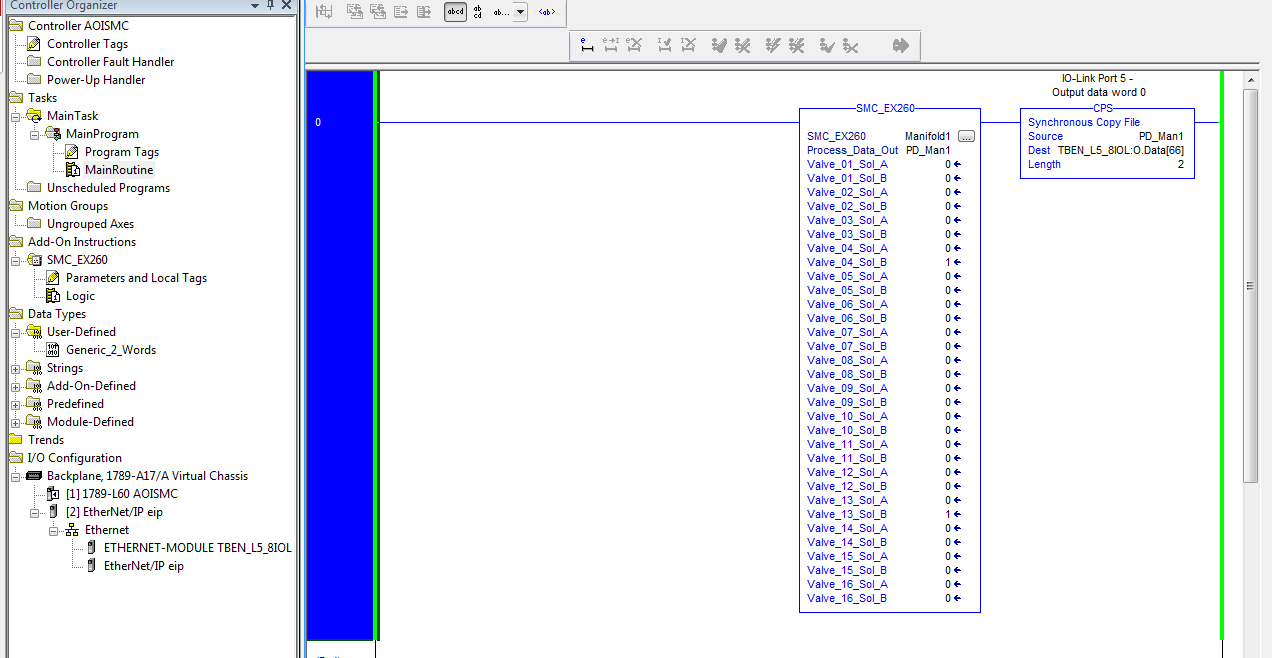 Controller Organizer
Controller AOISMC
Controller Tags
Controller Fault Handler
Power-Up Handler
Tasks
MainTask
MainProgram
Program Tags
MainRoutine
Unscheduled Programs
Motion Groups
Ungrouped Axes
Add-On Instructions
SMC_EX260
Parameters and Local Tags
Logic
Data Types
User-Defined
Generic_2_Words
Strings
Add-On-Defined
Predefined
Module-Defined
Trends
I/O Configuration
Backplane, 1789-A17/A Virtual Chassis
[1] 1789-L60 AOISMC
[2] EtherNet/IP eip
Ethernet
ETHERNET-MODULE TBEN_L5_8IOL
EtherNet/IP eip
abcd ab cd ab... <ab>
0
SMC_EX260
SMC_EX260 Manifold1 ...
Process_Data_Out PD_Man1
Valve_01_Sol_A 0
Valve_01_Sol_B 0
Valve_02_Sol_A 0
Valve_02_Sol_B 0
Valve_03_Sol_A 0
Valve_03_Sol_B 0
Valve_04_Sol_A 0
Valve_04_Sol_B 1
Valve_05_Sol_A 0
Valve_05_Sol_B 0
Valve_06_Sol_A 0
Valve_06_Sol_B 0
Valve_07_Sol_A 0
Valve_07_Sol_B 0
Valve_08_Sol_A 0
Valve_08_Sol_B 0
Valve_09_Sol_A 0
Valve_09_Sol_B 0
Valve_10_Sol_A 0
Valve_10_Sol_B 0
Valve_11_Sol_A 0
Valve_11_Sol_B 0
Valve_12_Sol_A 0
Valve_12_Sol_B 0
Valve_13_Sol_A 0
Valve_13_Sol_B 1
Valve_14_Sol_A 0
Valve_14_Sol_B 0
Valve_15_Sol_A 0
Valve_15_Sol_B 0
Valve_16_Sol_A 0
Valve_16_Sol_B 0
IO-Link Port 5 -
Output data word 0
CPS
Synchronous Copy File
Source PD_Man1
Dest TBEN_L5_8IOL:O.Data[66]
Length 2